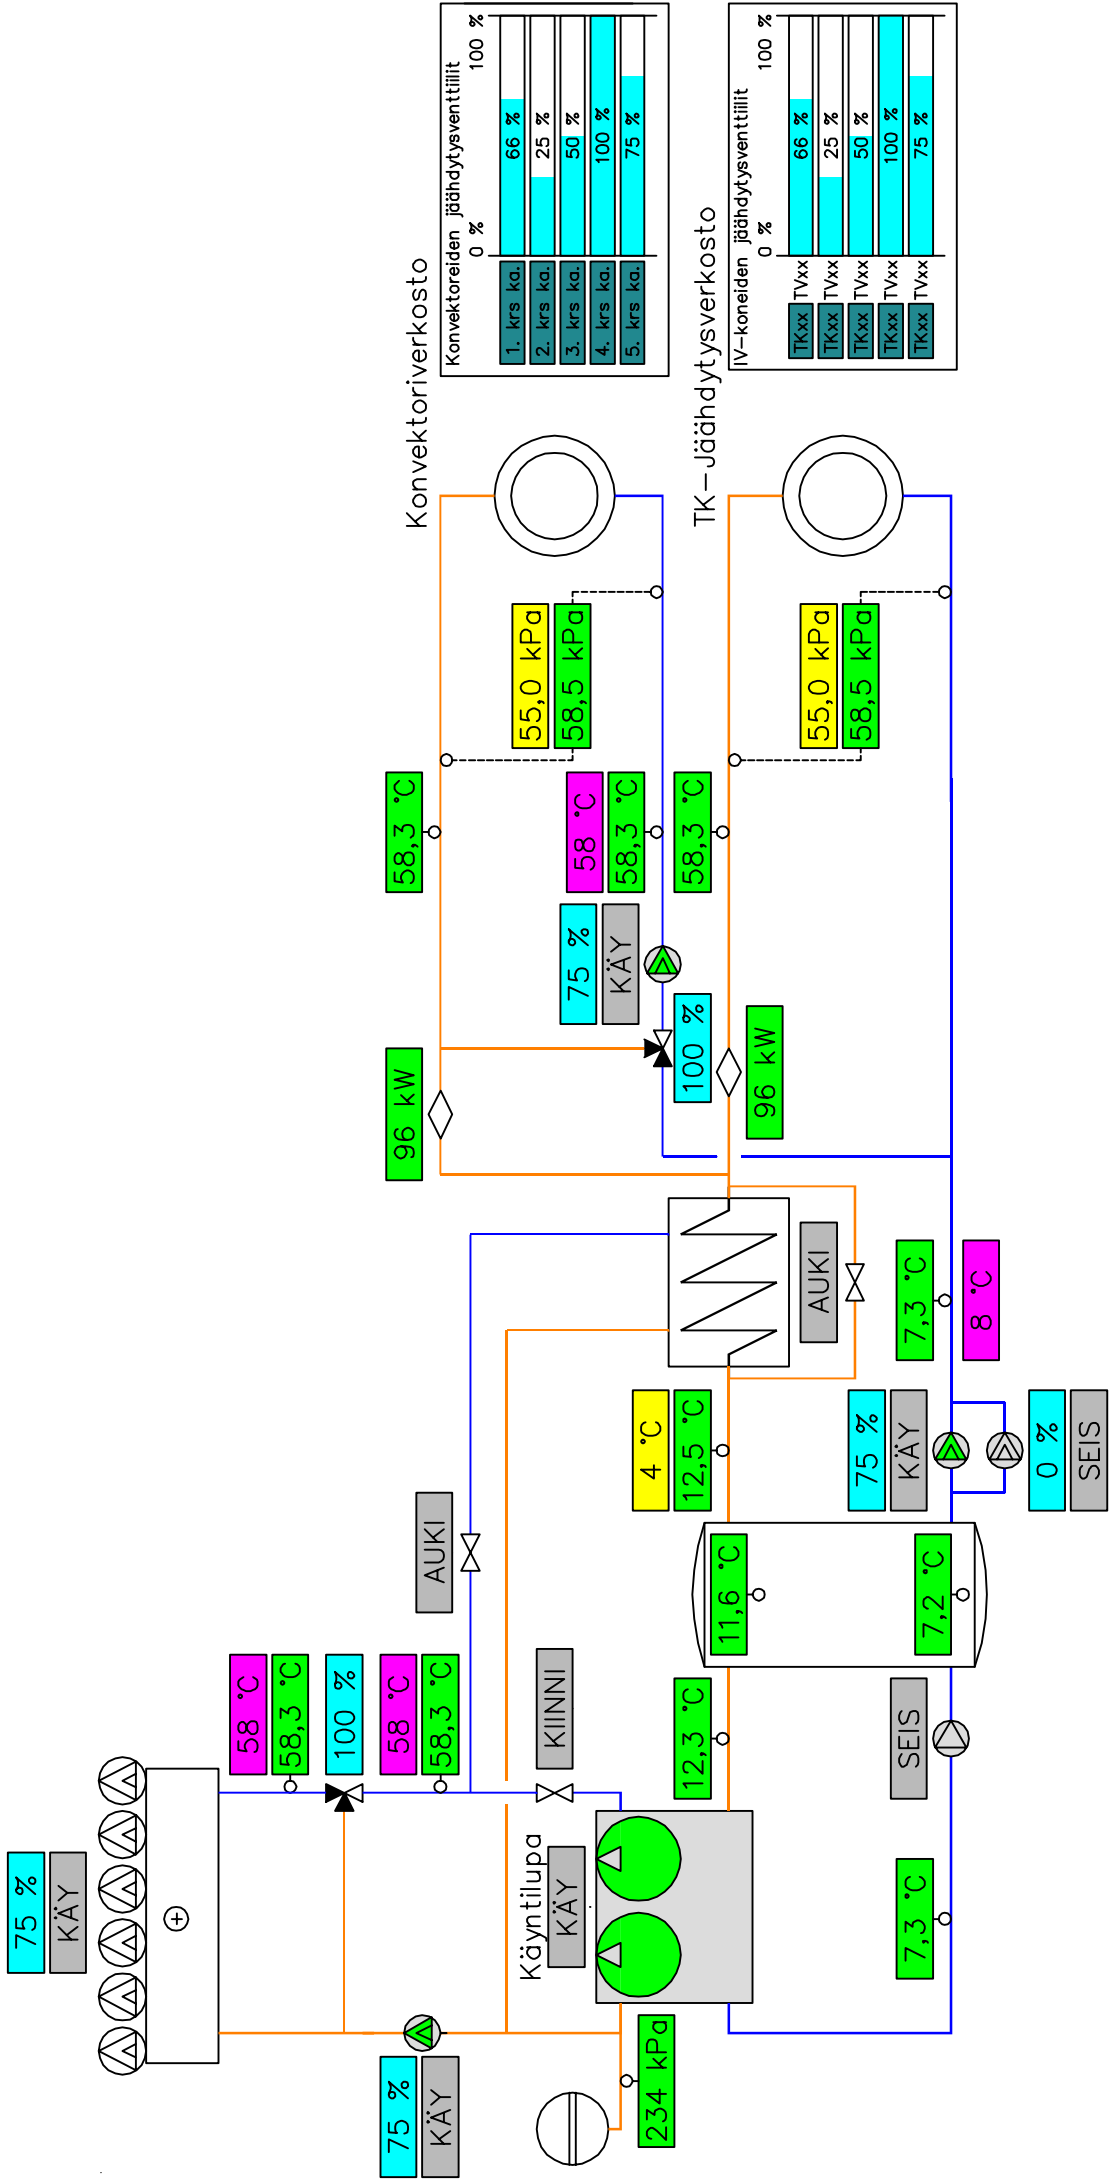 75 %
KÄY
58 °C
58,3 °C
100 %
58 °C
58,3 °C
75 %
KÄY
AUKI
KIINNI
Käyntilupa
KÄY
234 kPa
12,3 °C
SEIS
7,3 °C
11,6 °C
7,2 °C
4 °C
12,5 °C
75 %
KÄY
0 %
SEIS
AUKI
7,3 °C
8 °C
Konvektoriverkosto
96 kW
58,3 °C
55,0 kPa
58,5 kPa
75 %
KÄY
58 °C
58,3 °C
100 %
Konvektoreiden jäähdytysventtiilit
0 % 100 %
1. krs ka. 66 %
2. krs ka. 25 %
3. krs ka. 50 %
4. krs ka. 100 %
5. krs ka. 75 %
TK-Jäähdytysverkosto
58,3 °C
96 kW
55,0 kPa
58,5 kPa
IV-koneiden jäähdytysventtiilit
0 % 100 %
TKxx TVxx 66 %
TKxx TVxx 25 %
TKxx TVxx 50 %
TKxx TVxx 100 %
TKxx TVxx 75 %